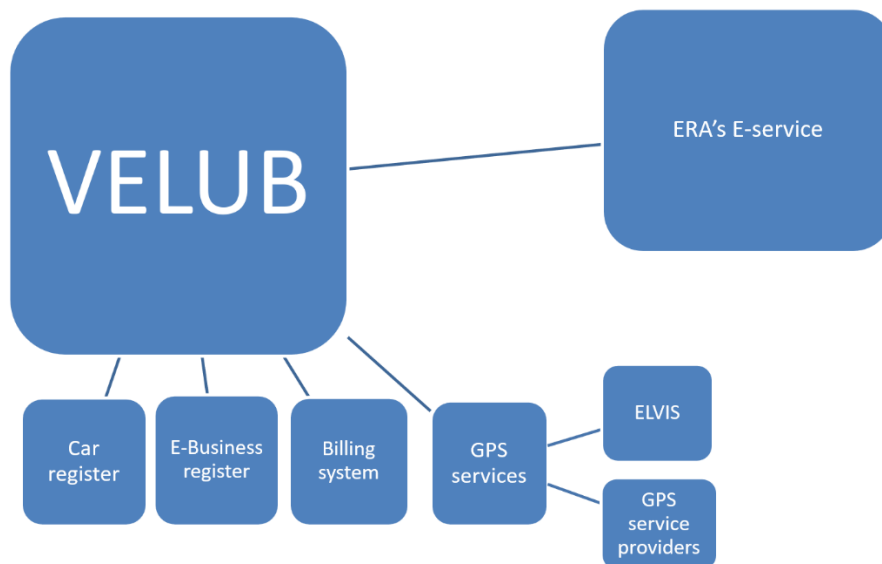 VELUB
ERA’s E-service
Car
register
E-Business
register
Billing
system
GPS
services
ELVIS
GPS
service
providers